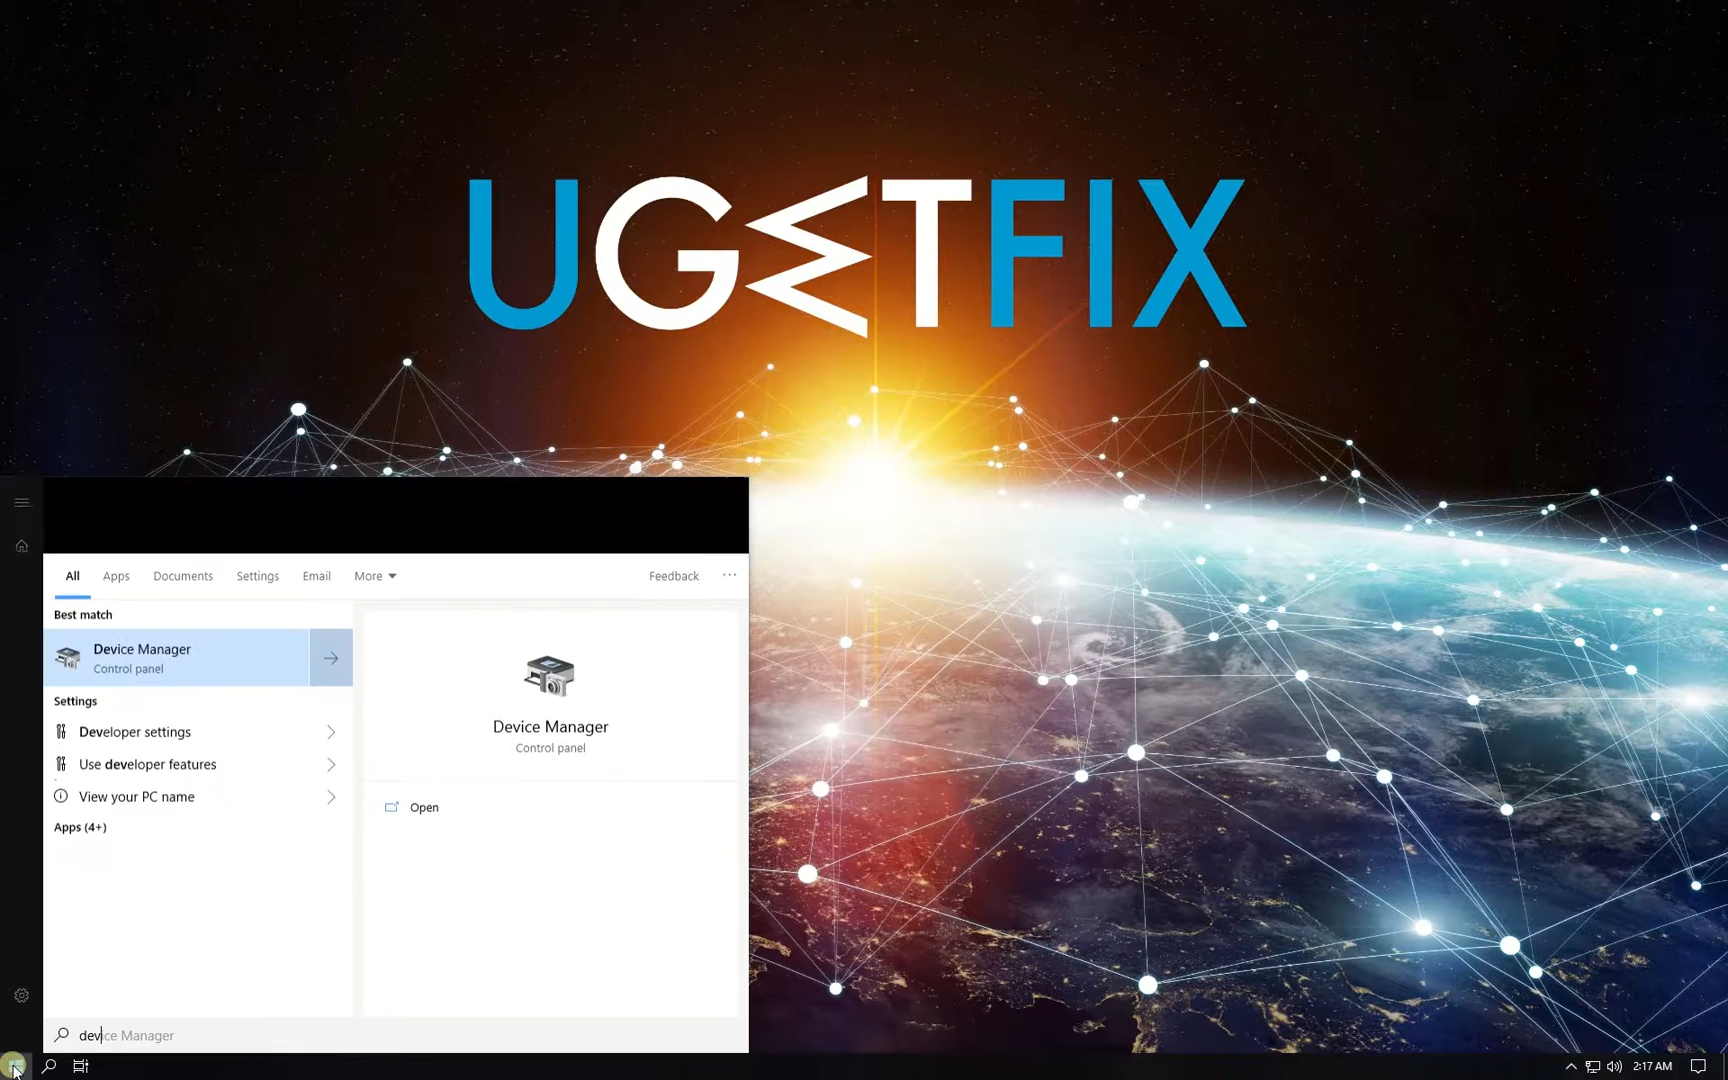 UGETFIX
All Apps Documents Settings Email More Feedback ...
Best match
Device Manager
Control panel
Settings
Developer settings
Use developer features
View your PC name
Apps (4+)
Device Manager
Control panel
Open
device Manager
2:17 AM